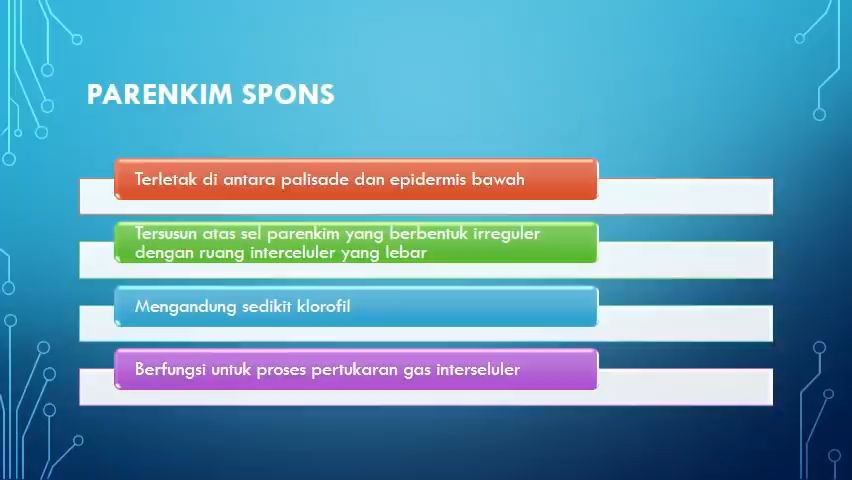 PARENKIM SPONS
Terletak di antara palisade dan epidermis bawah
Tersusun atas sel parenkim yang berbentuk irreguler
dengan ruang interceluler yang lebar
Mengandung sedikit klorofil
Berfungsi untuk proses pertukaran gas interseluler